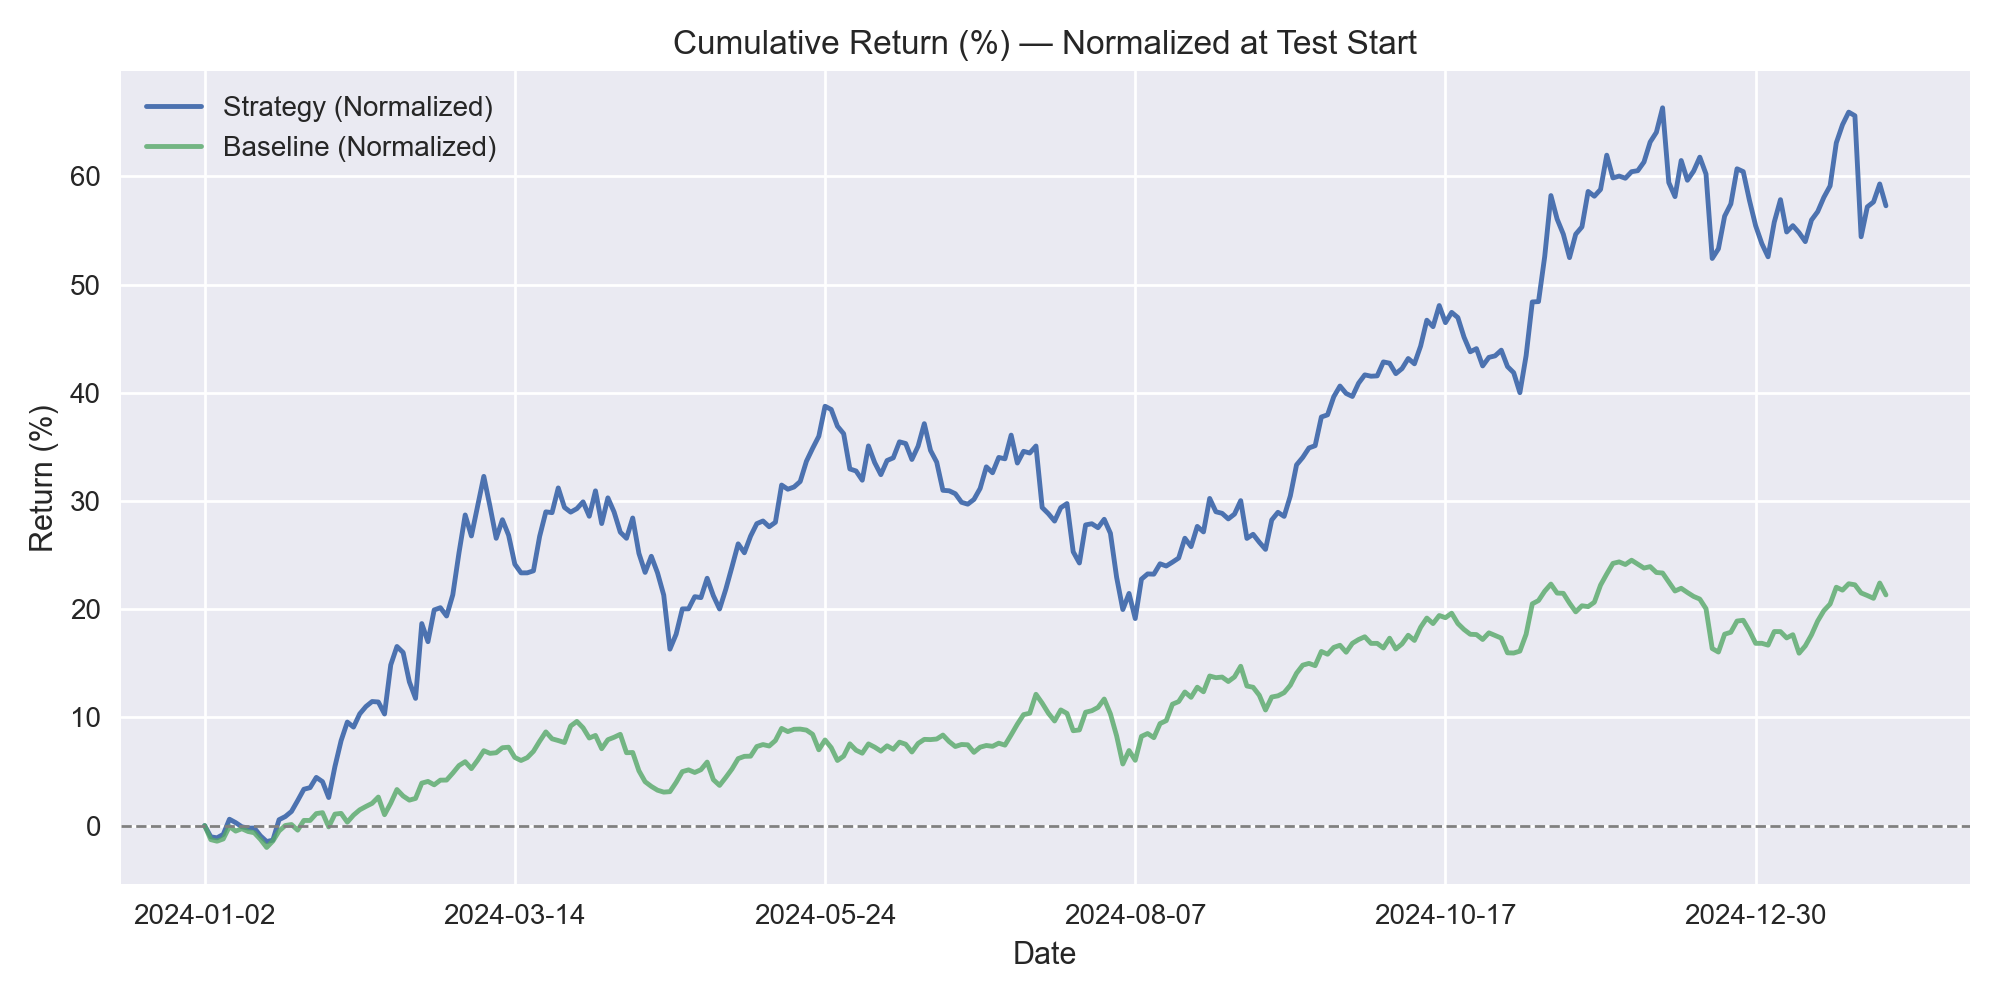 Cumulative Return (%) — Normalized at Test Start
Strategy (Normalized)
Baseline (Normalized)
Return (%)
60
50
40
30
20
10
0
2024-01-02
2024-03-14
2024-05-24
2024-08-07
2024-10-17
2024-12-30
Date